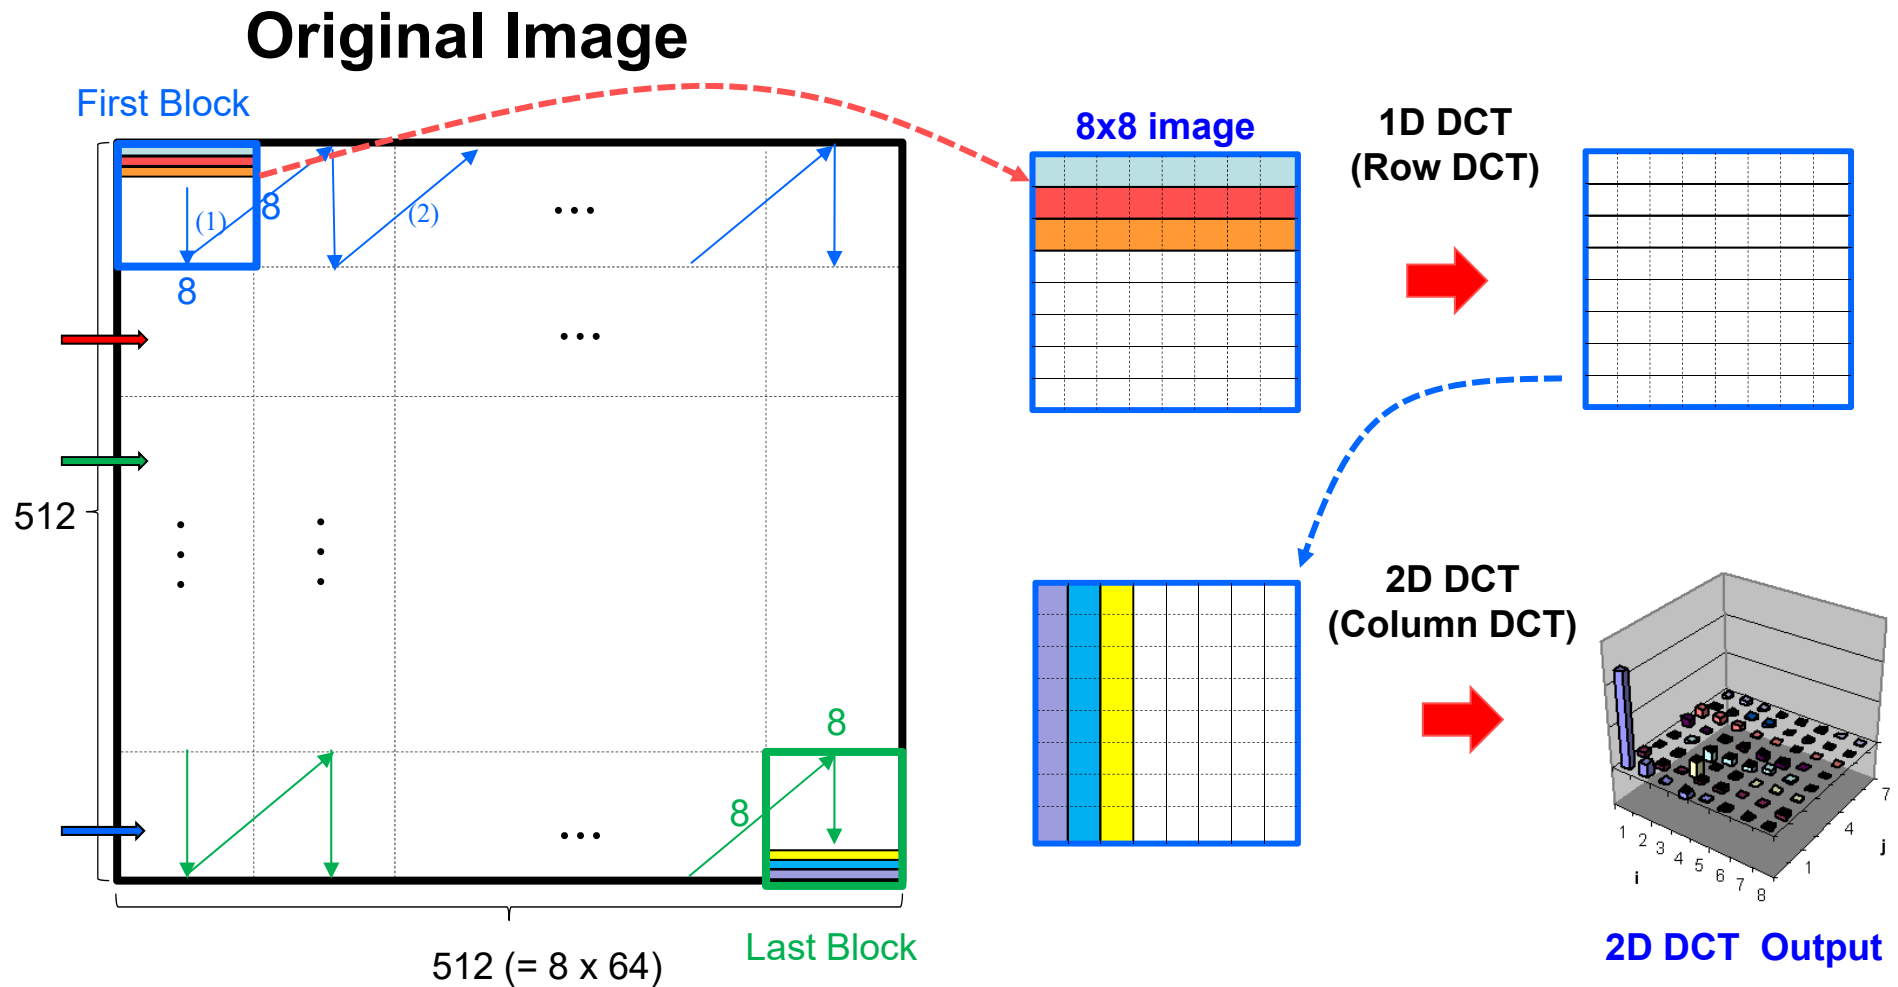 Original Image
First Block
8
(1)
(2)
8
...
...
512
8
8
...
512 (= 8 x 64)
Last Block
8x8 image
1D DCT
(Row DCT)
2D DCT
(Column DCT)
1 2 3 4 5 6 7 8
i
1 4 7
j
2D DCT Output